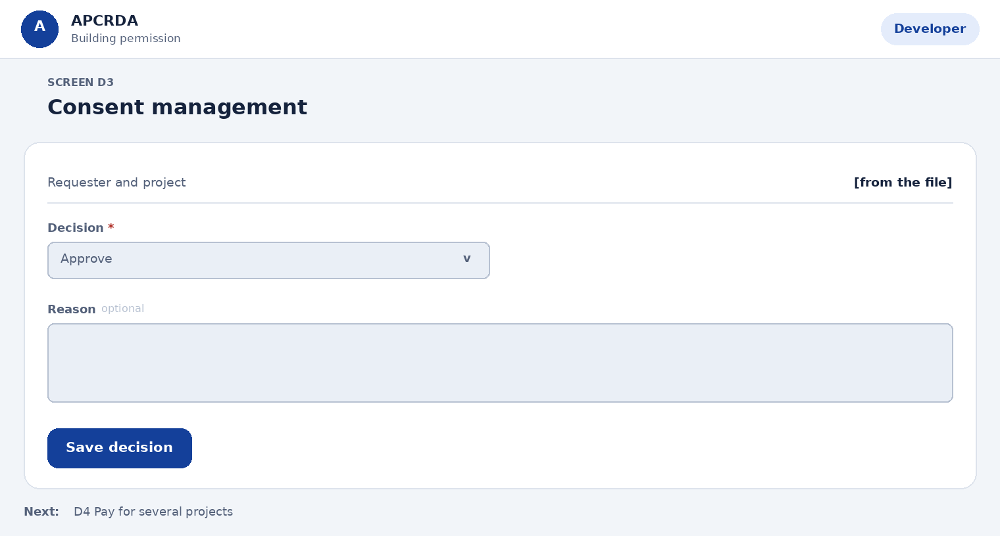 A
APCRDA
Building permission
Developer
SCREEN D3
Consent management
Requester and project
[from the file]
Decision *
Approve v
Reason optional
Save decision
Next: D4 Pay for several projects